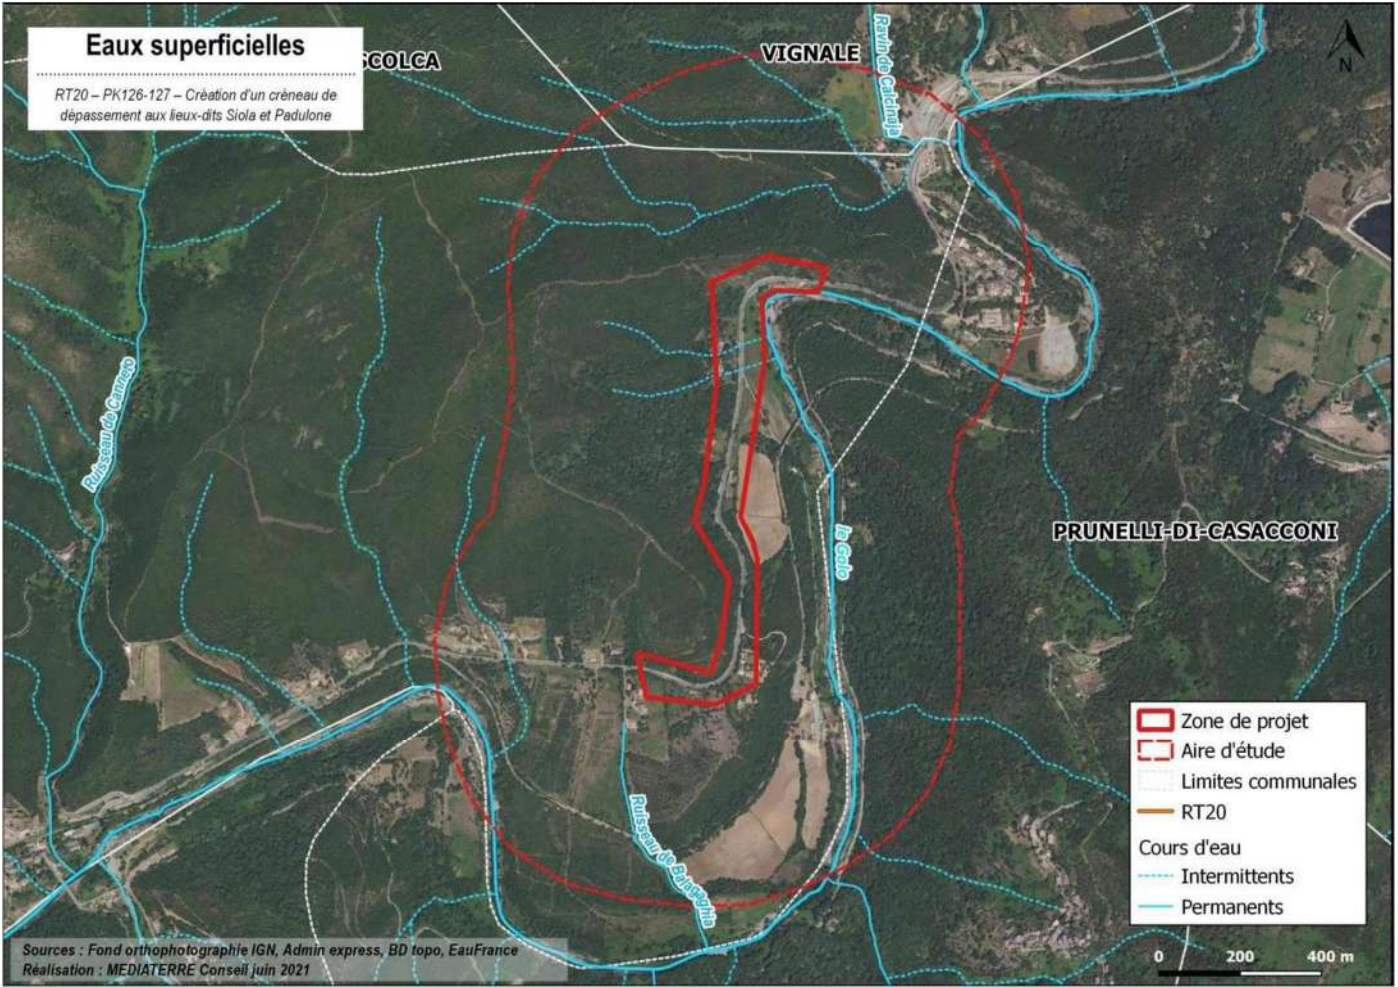 Eaux superficielles
RT20 – PK126-127 – Création d'un créneau de
dépassement aux lieux-dits Siola et Padulone
SCOLCA
VIGNALE
Ravin de Calcinaja
N
Ruisseau de Cannejo
le Golo
PRUNELLI-DI-CASACCONI
Ruisseau de Balagaghia
Zone de projet
Aire d'étude
Limites communales
RT20
Cours d'eau
Intermittents
Permanents
0 200 400 m
Sources : Fond orthophotographie IGN, Admin express, BD topo, EauFrance
Réalisation : MEDIATERRE Conseil juin 2021